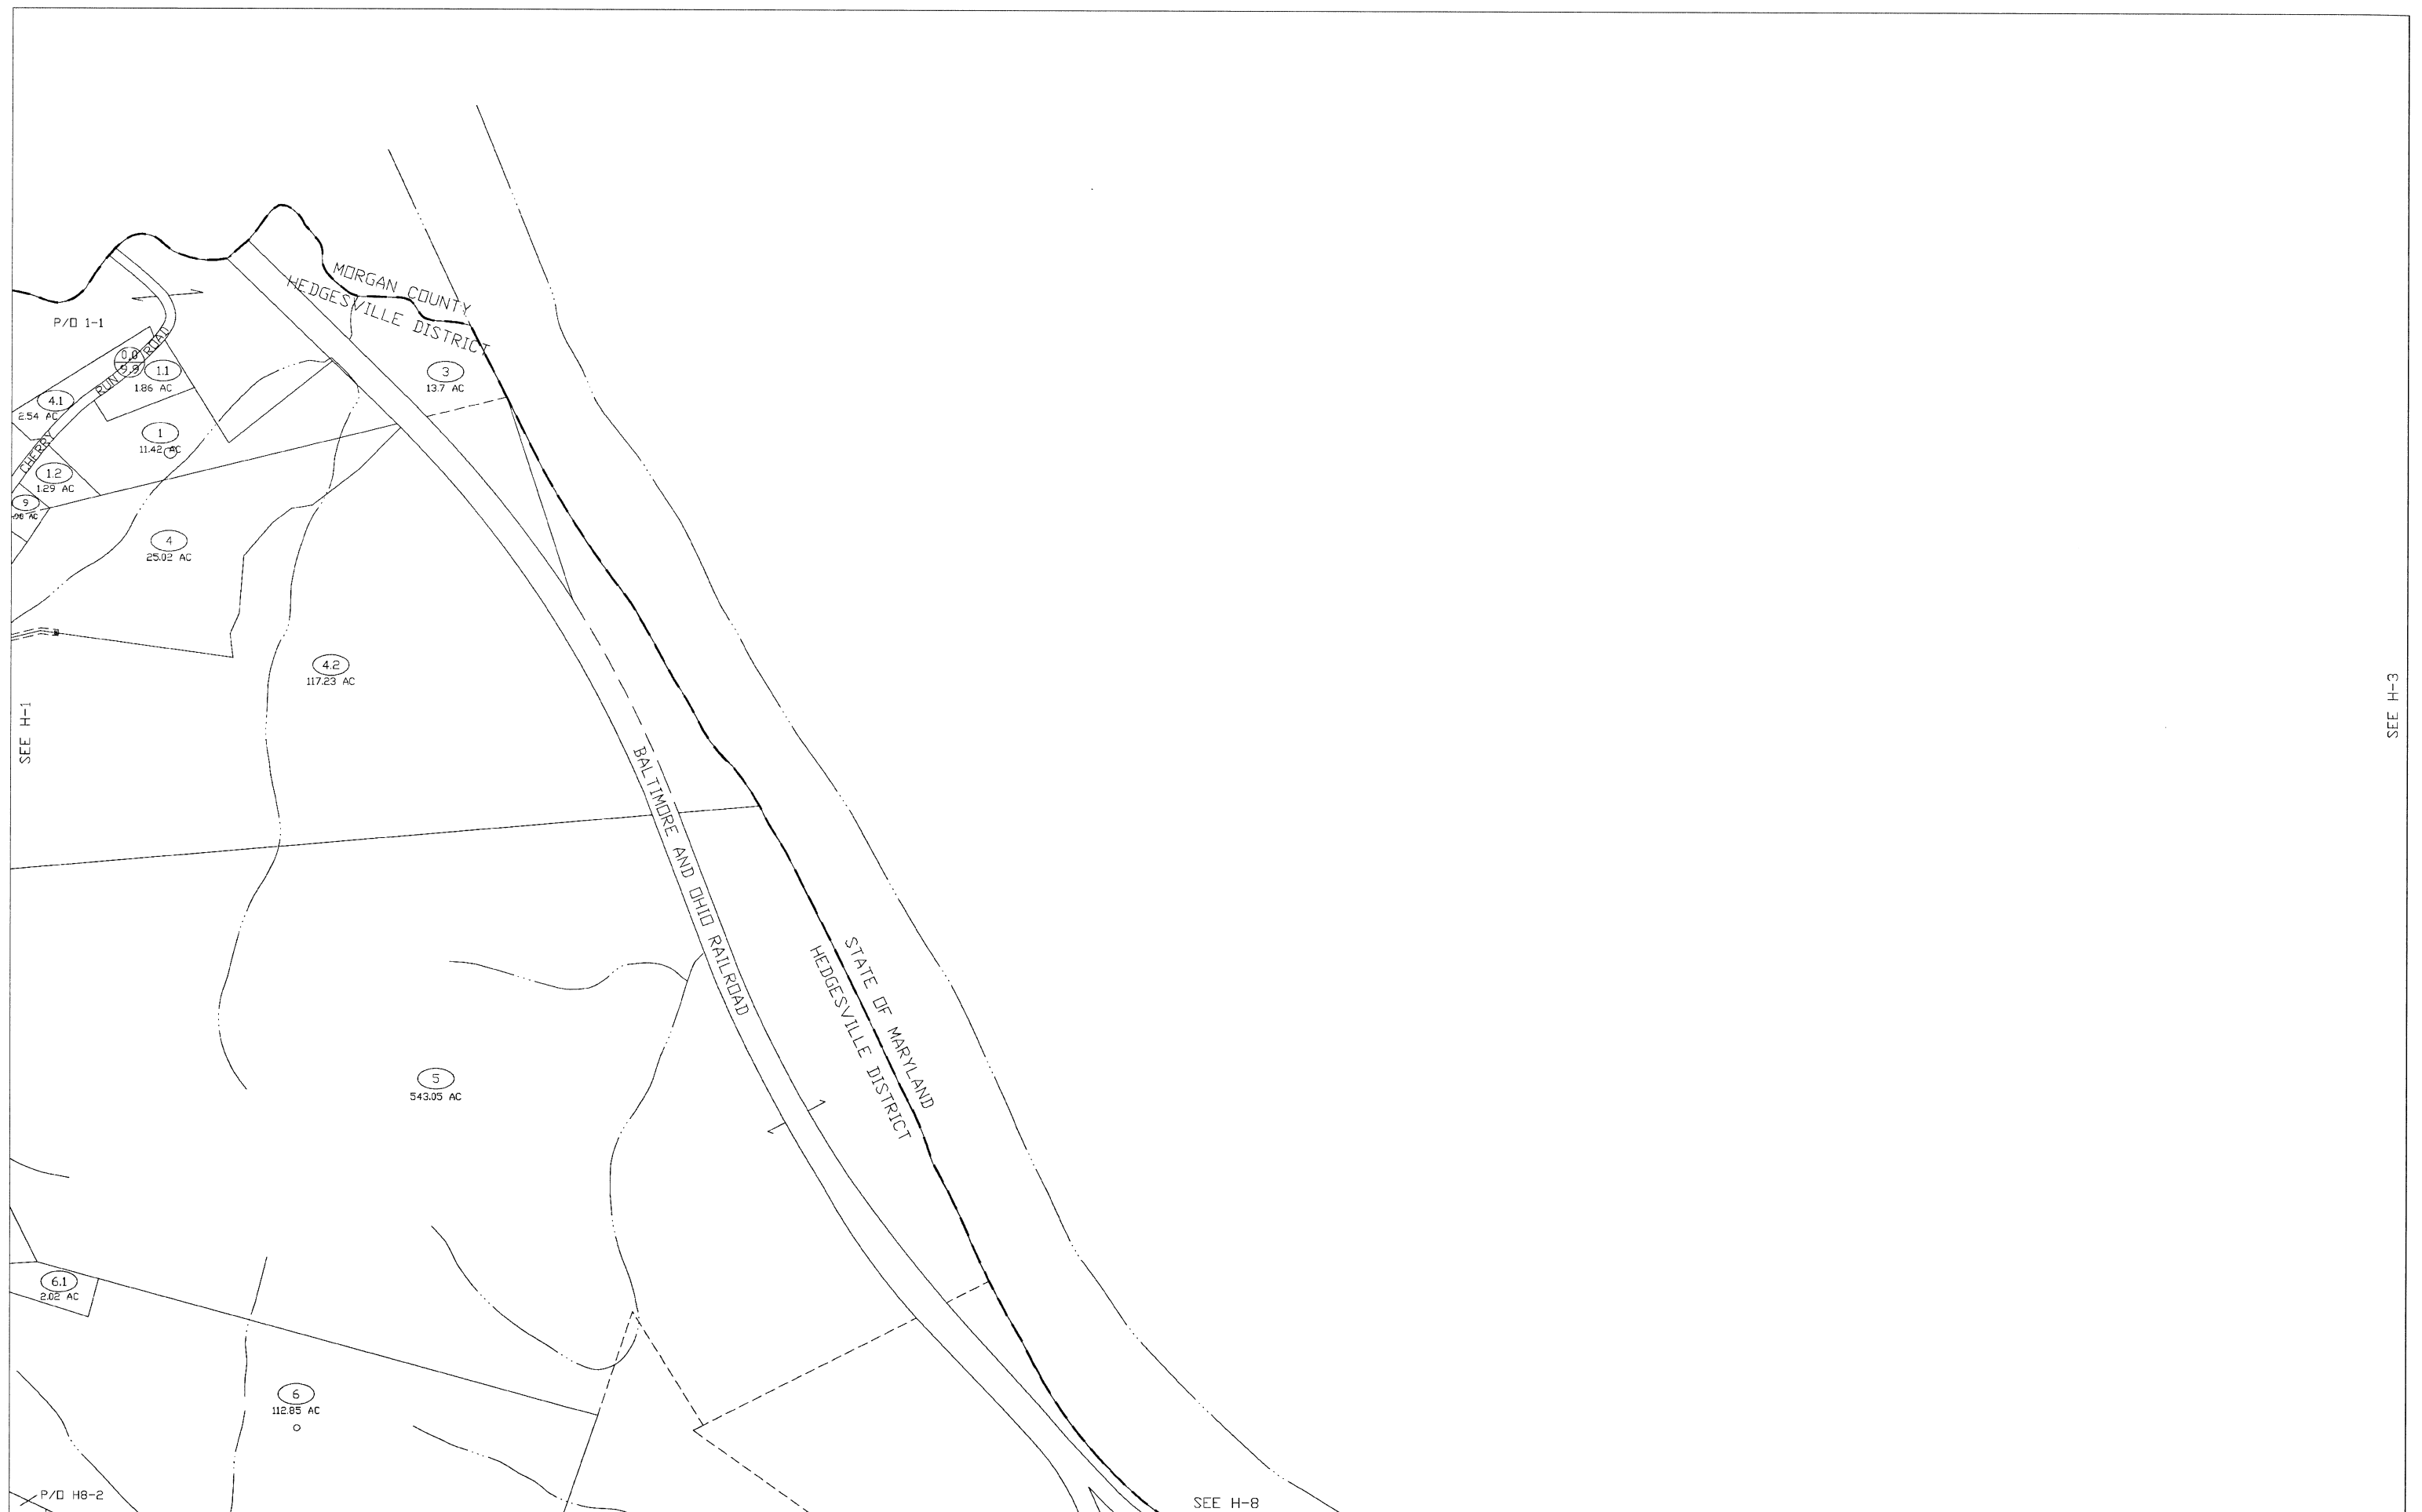 MORGAN COUNTY
HEDGESVILLE DISTRICT
P/O 1-1
0.0
9.9
CHERRY RUN ROAD
1.1
1.86 AC
3
13.7 AC
4.1
2.54 AC
1
11.42 AC
1.2
1.29 AC
9
4
25.02 AC
4.2
117.23 AC
SEE H-1
SEE H-3
BALTIMORE AND OHIO RAILROAD
STATE OF MARYLAND
HEDGESVILLE DISTRICT
5
543.05 AC
6.1
2.02 AC
6
112.85 AC
P/O H8-2
SEE H-8